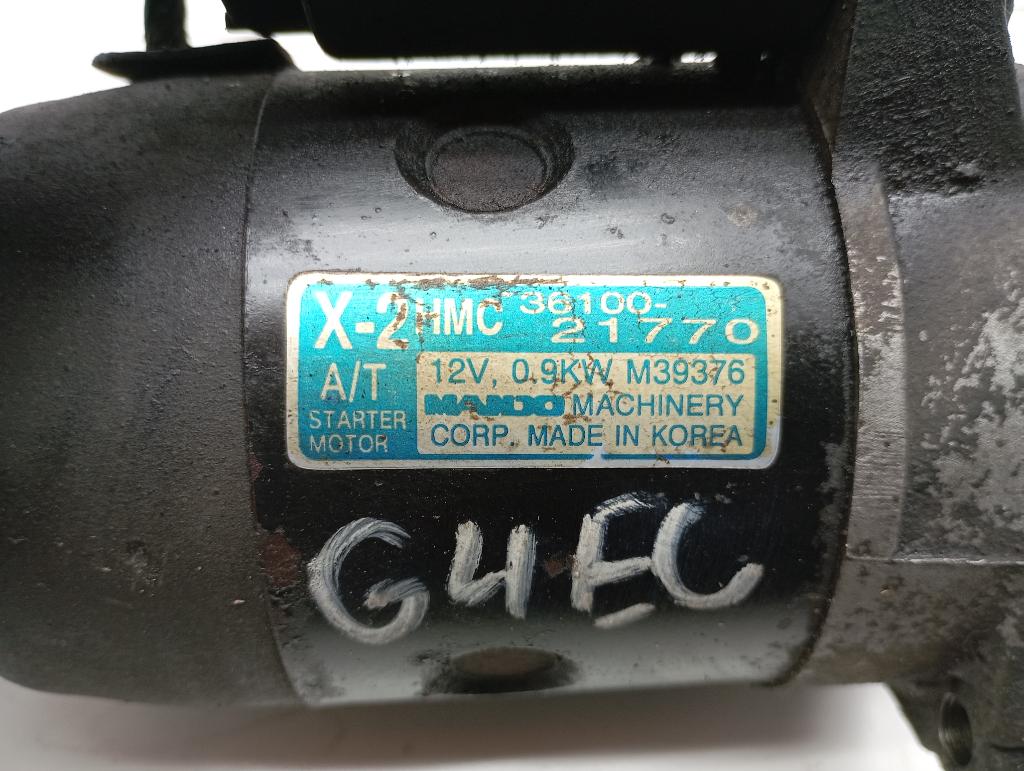 X-2 HMC 36100-
21770
A/T 12V, 0.9KW M39376
STARTER MANDO MACHINERY
MOTOR CORP. MADE IN KOREA
G4EC